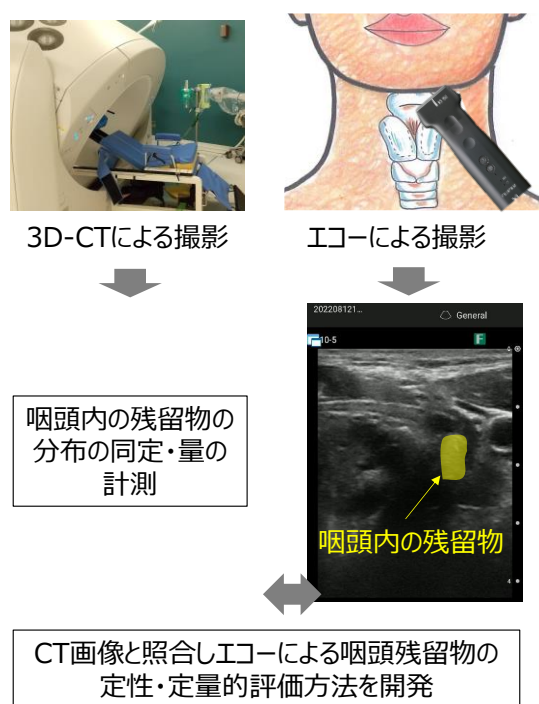 3D-CTによる撮影
エコーによる撮影
202208121...
General
10-5
F
咽頭内の残留物の
分布の同定・量の
計測
咽頭内の残留物
4
CT画像と照合しエコーによる咽頭残留物の
定性・定量的評価方法を開発